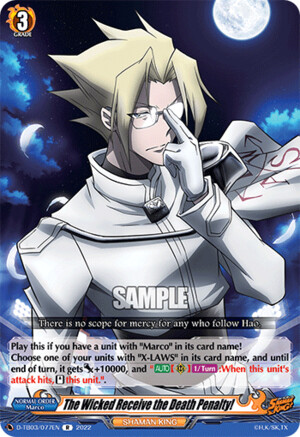 3
GRADE
SAMPLE
There is no scope for mercy for any who follow Hao.
Play this if you have a unit with "Marco" in its card name!
Choose one of your units with "X-LAWS" in its card name, and until
end of turn, it gets +10000, and "AUTO 1/Turn :When this unit's
attack hits, this unit.".
NORMAL ORDER
Marco
The Wicked Receive the Death Penalty!
SHAMAN KING
D-TB03/077EN R 2022
©H.T,K/SK,TX